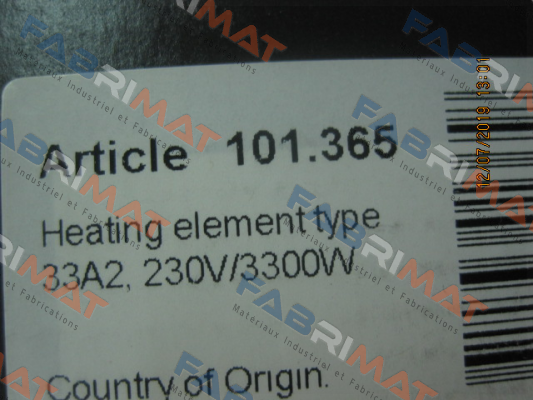 Article 101.365
Heating element type
33A2, 230V/3300W
Country of Origin.
12/07/2019 13:01
FABRIMAT
Matériaux Industriel et Fabrications